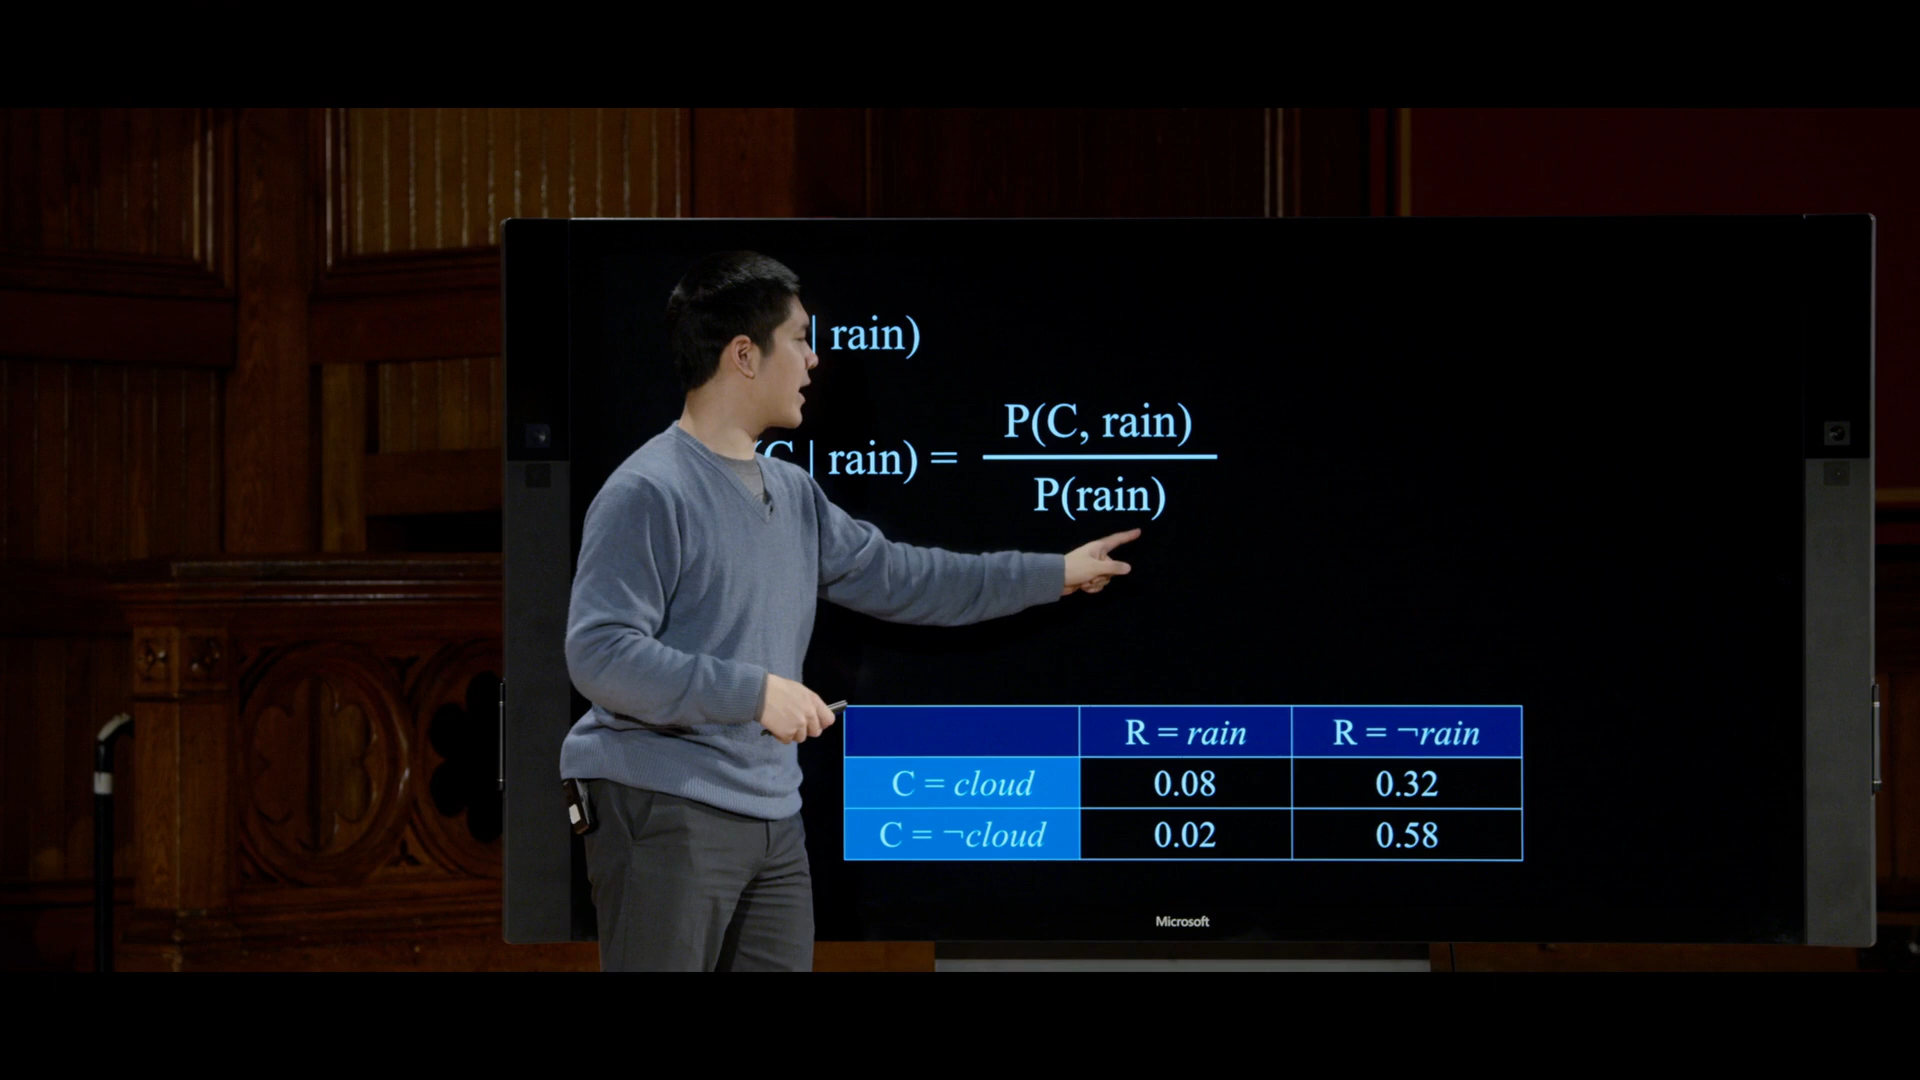 | rain)
P(C, rain)
(C | rain) =
P(rain)
R = rain R = ¬rain
C = cloud 0.08 0.32
C = ¬cloud 0.02 0.58
Microsoft